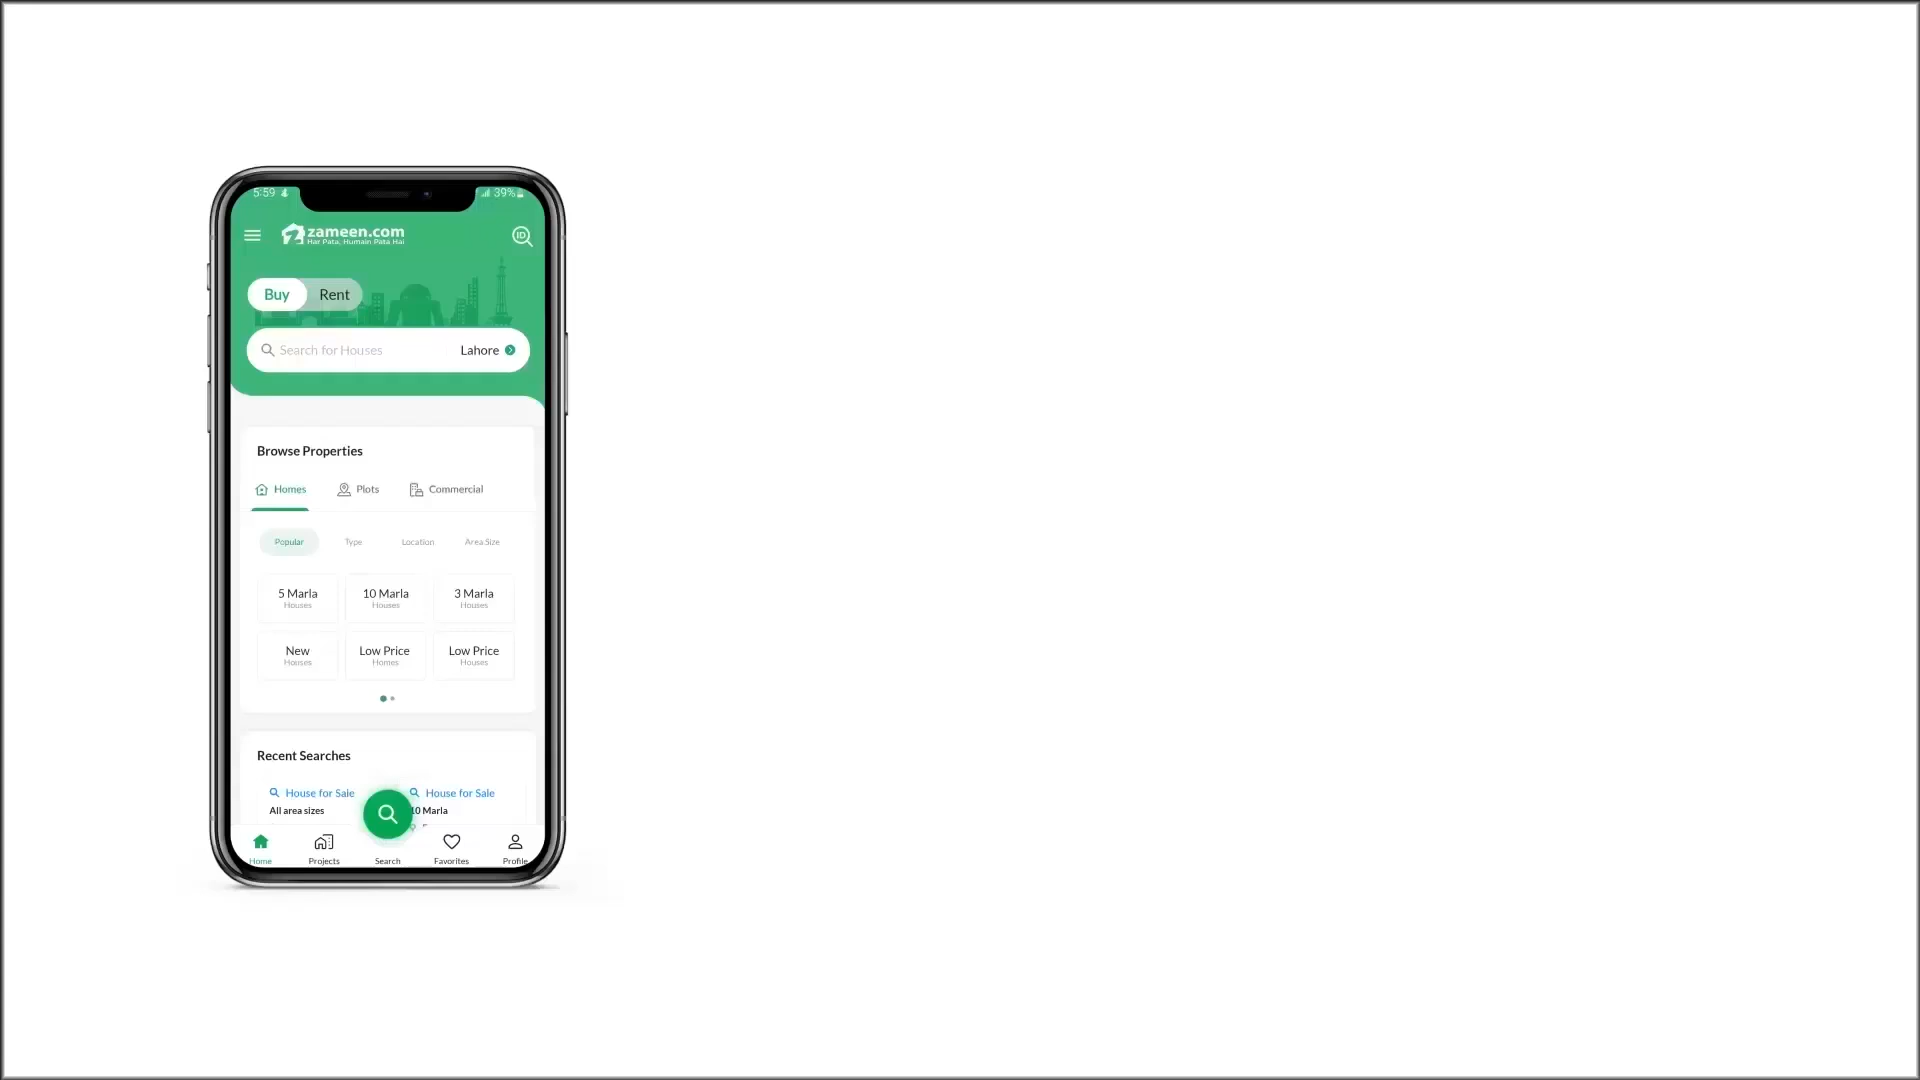 5:59 39%
zameen.com
Har Pata, Humain Pata Hai
ID
Buy Rent
Search for Houses Lahore
Browse Properties
Homes Plots Commercial
Popular Type Location Area Size
5 Marla 10 Marla 3 Marla
Houses Houses Houses
New Low Price Low Price
Houses Homes Houses
Recent Searches
House for Sale House for Sale
All area sizes 10 Marla
Home Projects Search Favorites Profile